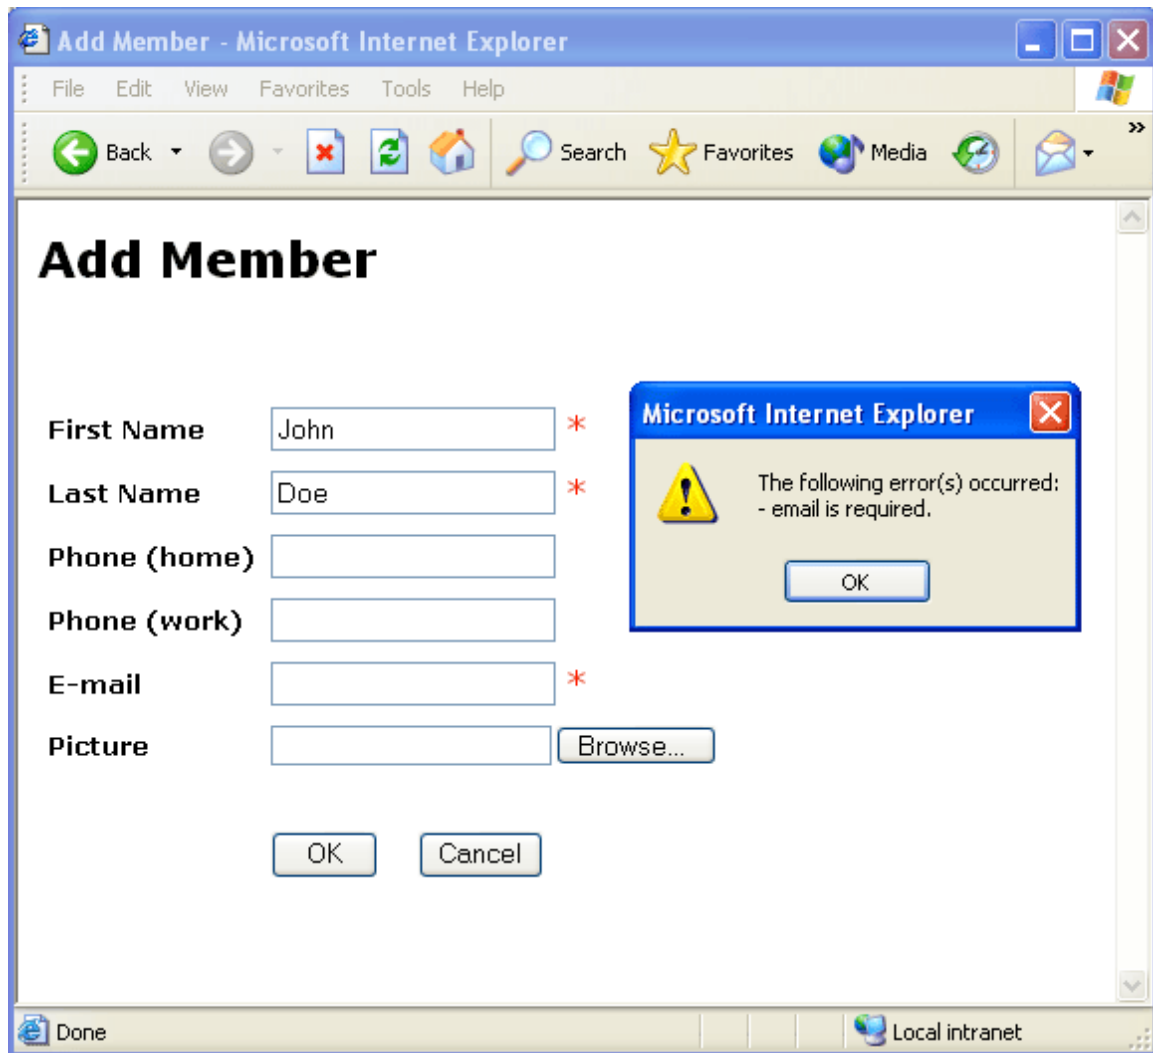 Add Member - Microsoft Internet Explorer
File Edit View Favorites Tools Help
Back Search Favorites Media »
Add Member
First Name John *
Last Name Doe *
Phone (home)
Phone (work)
E-mail *
Picture Browse...
OK Cancel
Microsoft Internet Explorer
The following error(s) occurred:
- email is required.
OK
Done Local intranet